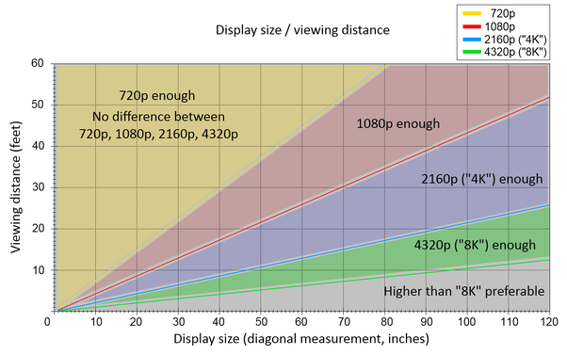 Display size / viewing distance
720p
1080p
2160p ("4K")
4320p ("8K")
Viewing distance (feet)
60
50
40
30
20
10
720p enough
No difference between
720p, 1080p, 2160p, 4320p
1080p enough
2160p ("4K") enough
4320p ("8K") enough
Higher than "8K" preferable
0 10 20 30 40 50 60 70 80 90 100 110 120
Display size (diagonal measurement, inches)